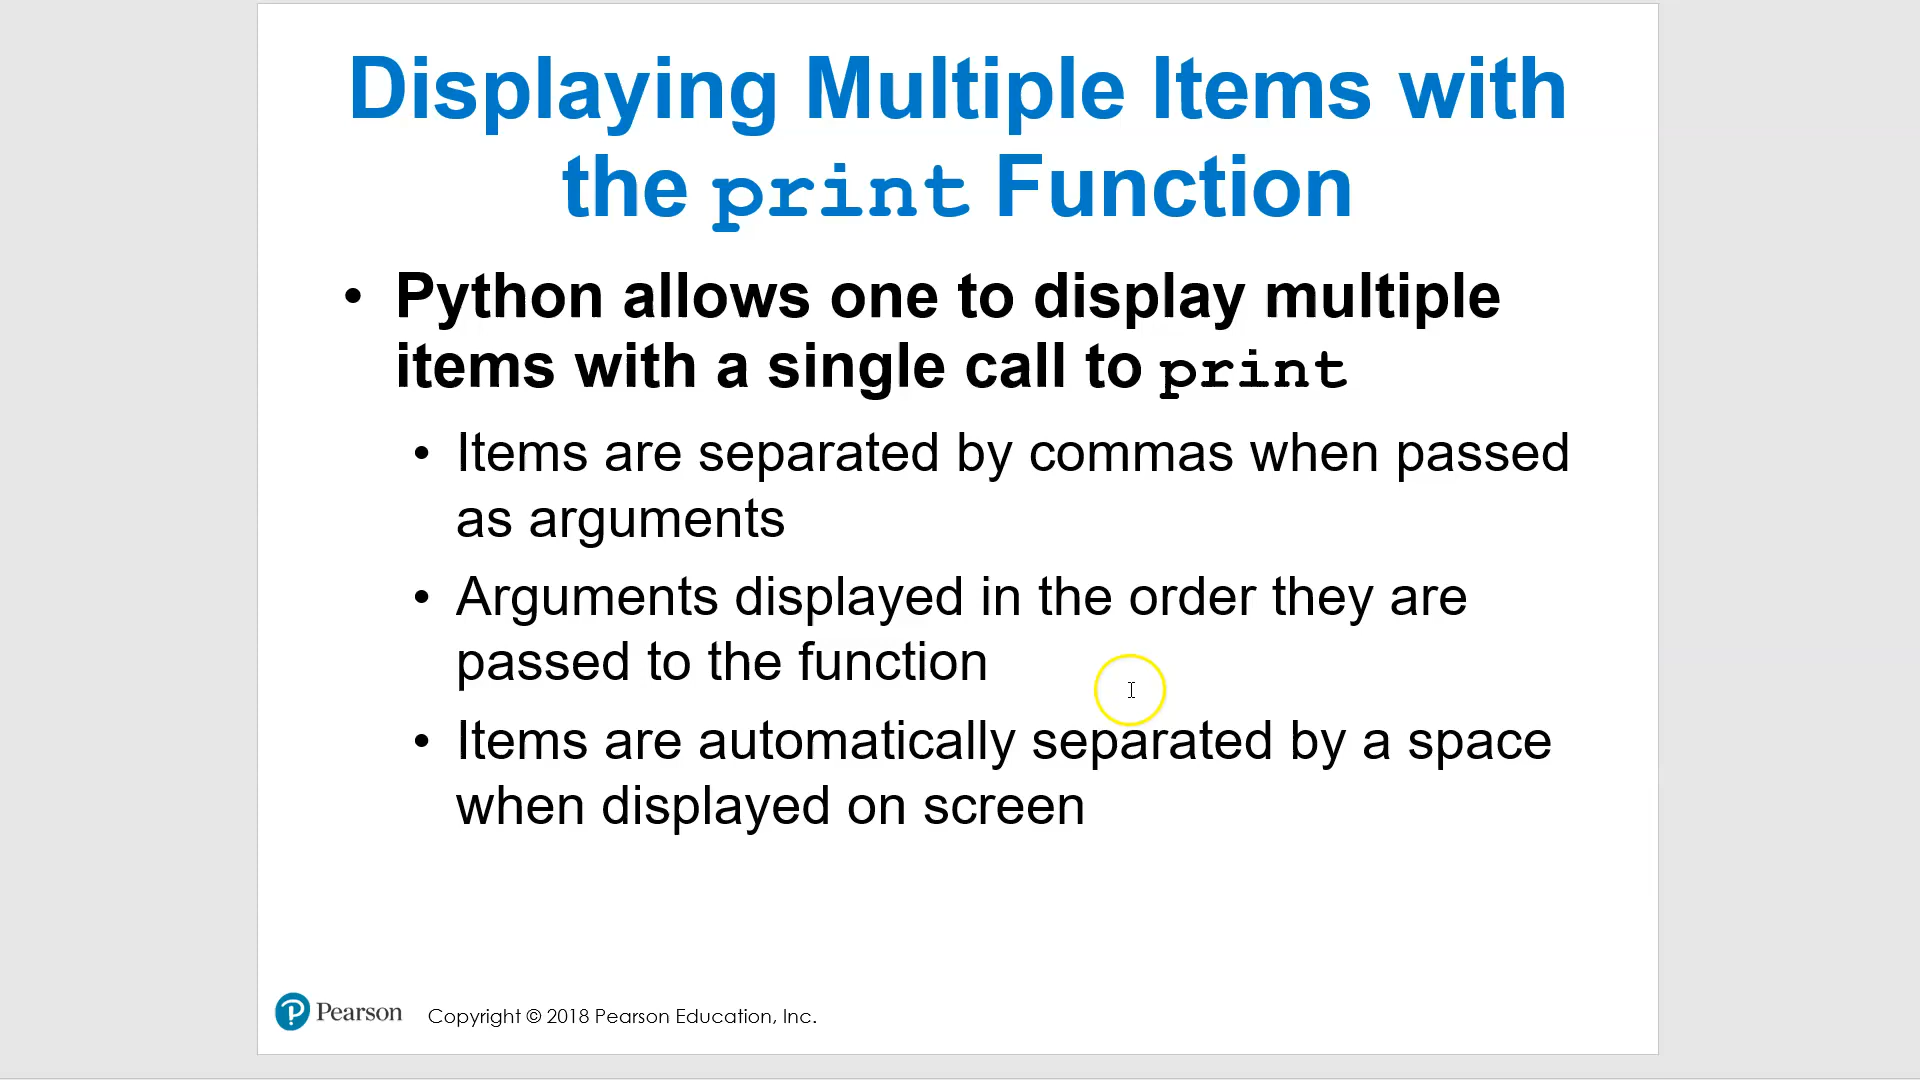 Displaying Multiple Items with
the print Function
• Python allows one to display multiple
items with a single call to print
• Items are separated by commas when passed
as arguments
• Arguments displayed in the order they are
passed to the function
• Items are automatically separated by a space
when displayed on screen
Pearson Copyright © 2018 Pearson Education, Inc.